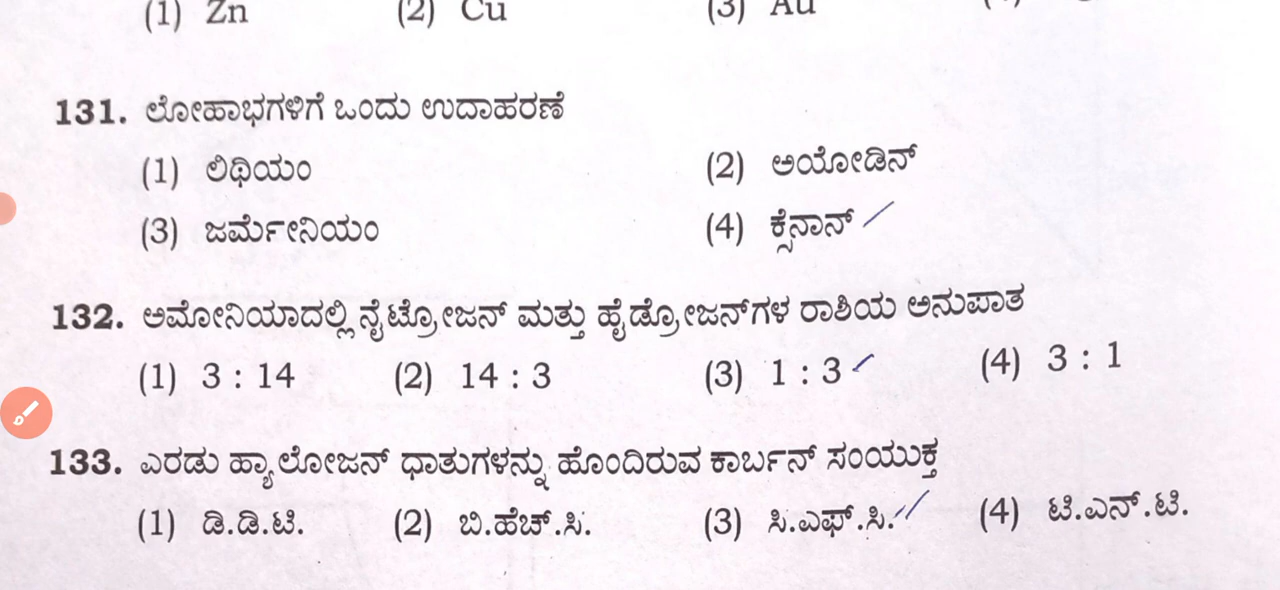 (1) Zn (2) Cu (3) Au
131. ಲೋಹಾಭಗಳಿಗೆ ಒಂದು ಉದಾಹರಣೆ
(1) ಲಿಥಿಯಂ (2) ಅಯೋಡಿನ್
(3) ಜರ್ಮೇನಿಯಂ (4) ಕ್ಸೆನಾನ್
132. ಅಮೋನಿಯಾದಲ್ಲಿ ನೈಟ್ರೋಜನ್ ಮತ್ತು ಹೈಡ್ರೋಜನ್‌ಗಳ ರಾಶಿಯ ಅನುಪಾತ
(1) 3 : 14 (2) 14 : 3 (3) 1 : 3 (4) 3 : 1
133. ಎರಡು ಹ್ಯಾಲೋಜನ್ ಧಾತುಗಳನ್ನು ಹೊಂದಿರುವ ಕಾರ್ಬನ್ ಸಂಯುಕ್ತ
(1) ಡಿ.ಡಿ.ಟಿ. (2) ಬಿ.ಹೆಚ್.ಸಿ. (3) ಸಿ.ಎಫ್.ಸಿ. (4) ಟಿ.ಎನ್.ಟಿ.